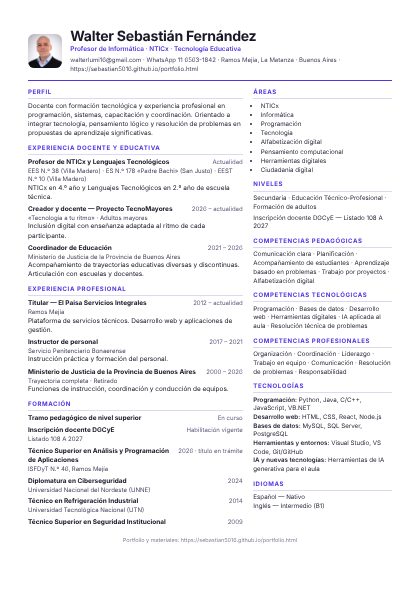 Walter Sebastián Fernández
Profesor de Informática · NTICx · Tecnología Educativa
walterlumi16@gmail.com · WhatsApp 11 0503-1842 · Ramos Mejía, La Matanza · Buenos Aires ·
https://sebastian5016.github.io/portfolio.html
PERFIL
Docente con formación tecnológica y experiencia profesional en
programación, sistemas, capacitación y coordinación. Orientado a
integrar tecnología, pensamiento lógico y resolución de problemas en
propuestas de aprendizaje significativas.
EXPERIENCIA DOCENTE Y EDUCATIVA
Profesor de NTICx y Lenguajes Tecnológicos Actualidad
EES N.º 38 (Villa Madero) · ES N.º 178 «Padre Bachi» (San Justo) · EEST
N.º 10 (Villa Madero)
NTICx en 4.º año y Lenguajes Tecnológicos en 2.º año de escuela
técnica.
Creador y docente — Proyecto TecnoMayores 2020 – actualidad
«Tecnología a tu ritmo» · Adultos mayores
Inclusión digital con enseñanza adaptada al ritmo de cada
participante.
Coordinador de Educación 2021 – 2026
Ministerio de Justicia de la Provincia de Buenos Aires
Acompañamiento de trayectorias educativas diversas y discontinuas.
Articulación con escuelas y docentes.
EXPERIENCIA PROFESIONAL
Titular — El Paisa Servicios Integrales 2012 – actualidad
Ramos Mejía
Plataforma de servicios técnicos. Desarrollo web y aplicaciones de
gestión.
Instructor de personal 2017 – 2021
Servicio Penitenciario Bonaerense
Instrucción práctica y formación del personal.
Ministerio de Justicia de la Provincia de Buenos Aires 2000 – 2020
Trayectoria completa · Retirado
Funciones de instrucción, coordinación y conducción de equipos.
FORMACIÓN
Tramo pedagógico de nivel superior En curso
Inscripción docente DGCyE Habilitación vigente
Listado 108 A 2027
Técnico Superior en Análisis y Programación 2020 · título en trámite
de Aplicaciones
ISFDyT N.º 46, Ramos Mejía
Diplomatura en Ciberseguridad 2024
Universidad Nacional del Nordeste (UNNE)
Técnico en Refrigeración Industrial 2014
Universidad Tecnológica Nacional (UTN)
Técnico Superior en Seguridad Institucional 2009
ÁREAS
• NTICx
• Informática
• Programación
• Tecnología
• Alfabetización digital
• Pensamiento computacional
• Herramientas digitales
• Ciudadanía digital
NIVELES
Secundaria · Educación Técnico-Profesional ·
Formación de adultos
Inscripción docente DGCyE — Listado 108 A
2027
COMPETENCIAS PEDAGÓGICAS
Comunicación clara · Planificación ·
Acompañamiento de estudiantes · Aprendizaje
basado en problemas · Trabajo por proyectos ·
Alfabetización digital
COMPETENCIAS TECNOLÓGICAS
Programación · Bases de datos · Desarrollo
web · Herramientas digitales · IA aplicada al
aula · Resolución técnica de problemas
COMPETENCIAS PROFESIONALES
Organización · Coordinación · Liderazgo ·
Trabajo en equipo · Comunicación · Resolución
de problemas · Responsabilidad
TECNOLOGÍAS
Programación: Python, Java, C/C++,
JavaScript, VB.NET
Desarrollo web: HTML, CSS, React, Node.js
Bases de datos: MySQL, SQL Server,
PostgreSQL
Herramientas y entornos: Visual Studio, VS
Code, Git/GitHub
IA y nuevas tecnologías: Herramientas de IA
generativa para el aula
IDIOMAS
Español — Nativo
Inglés — Intermedio (B1)
Portfolio y materiales: https://sebastian5016.github.io/portfolio.html